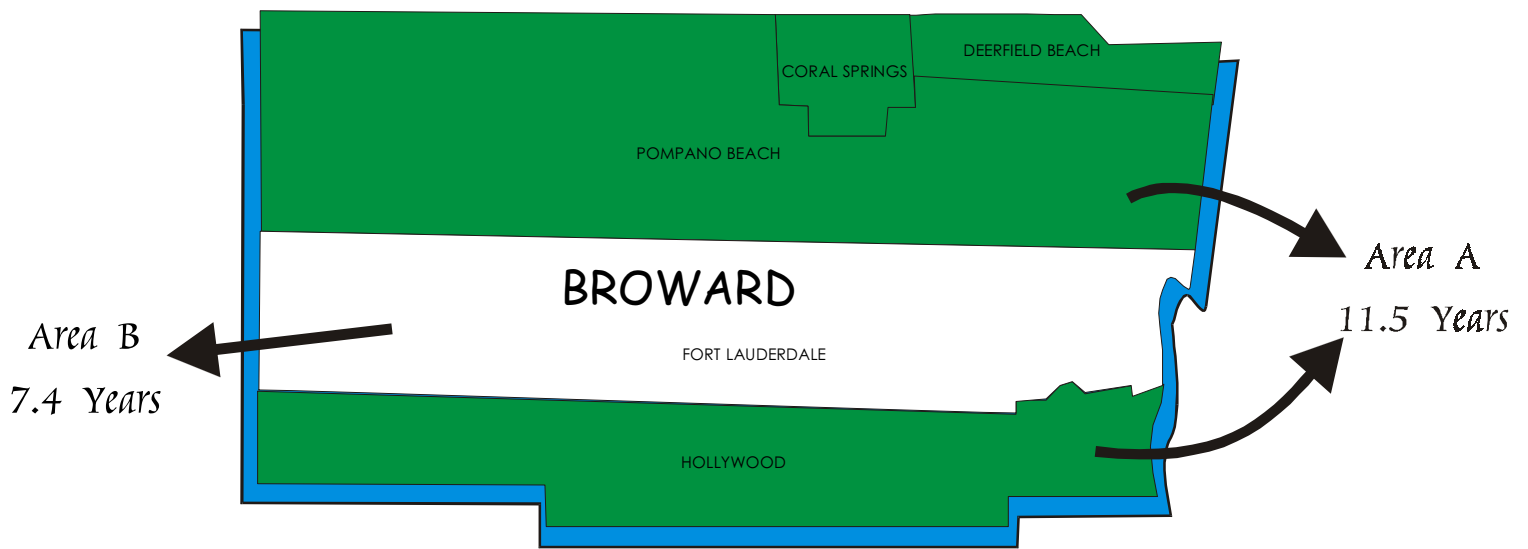 DEERFIELD BEACH
CORAL SPRINGS
POMPANO BEACH
BROWARD
FORT LAUDERDALE
HOLLYWOOD
Area A
11.5 Years
Area B
7.4 Years